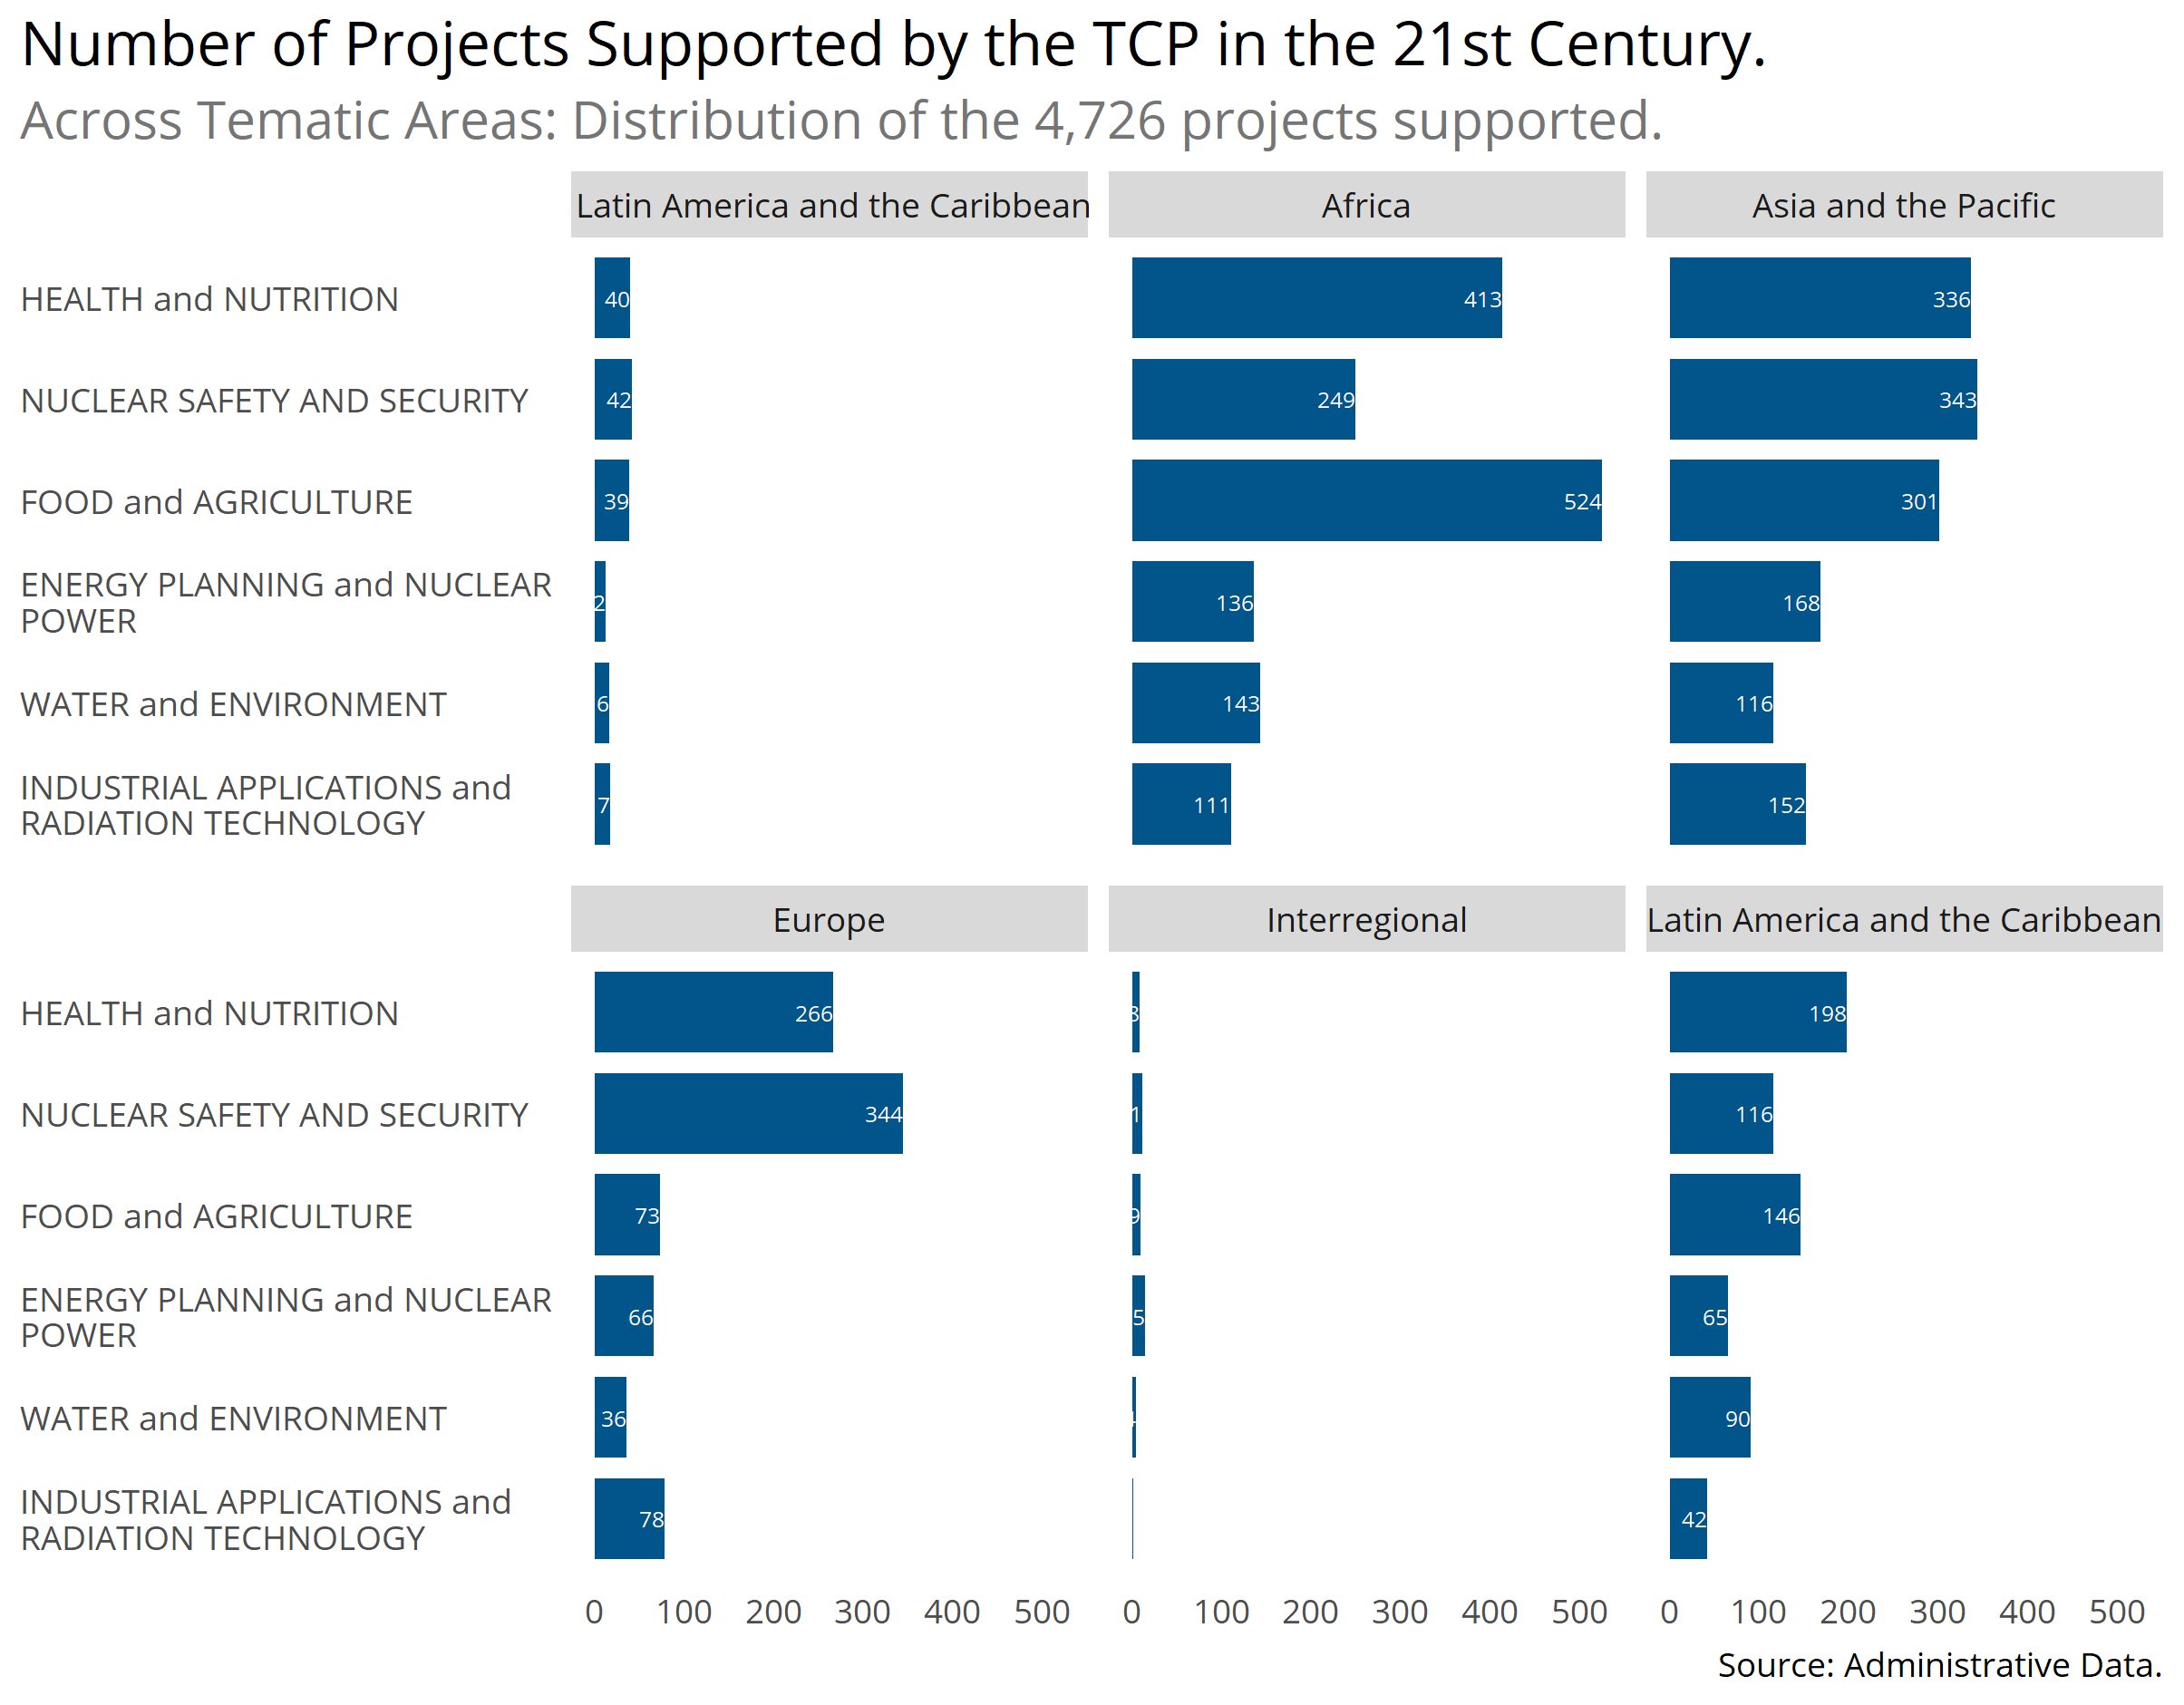 Number of Projects Supported by the TCP in the 21st Century.
Across Tematic Areas: Distribution of the 4,726 projects supported.
Latin America and the Caribbean
Africa
Asia and the Pacific
HEALTH and NUTRITION
40
413
336
NUCLEAR SAFETY AND SECURITY
42
249
343
FOOD and AGRICULTURE
39
524
301
ENERGY PLANNING and NUCLEAR
POWER
2
136
168
WATER and ENVIRONMENT
6
143
116
INDUSTRIAL APPLICATIONS and
RADIATION TECHNOLOGY
7
111
152
Europe
Interregional
Latin America and the Caribbean
HEALTH and NUTRITION
266
8
198
NUCLEAR SAFETY AND SECURITY
344
1
116
FOOD and AGRICULTURE
73
9
146
ENERGY PLANNING and NUCLEAR
POWER
66
5
65
WATER and ENVIRONMENT
36
90
INDUSTRIAL APPLICATIONS and
RADIATION TECHNOLOGY
78
42
0 100 200 300 400 500
0 100 200 300 400 500
0 100 200 300 400 500
Source: Administrative Data.